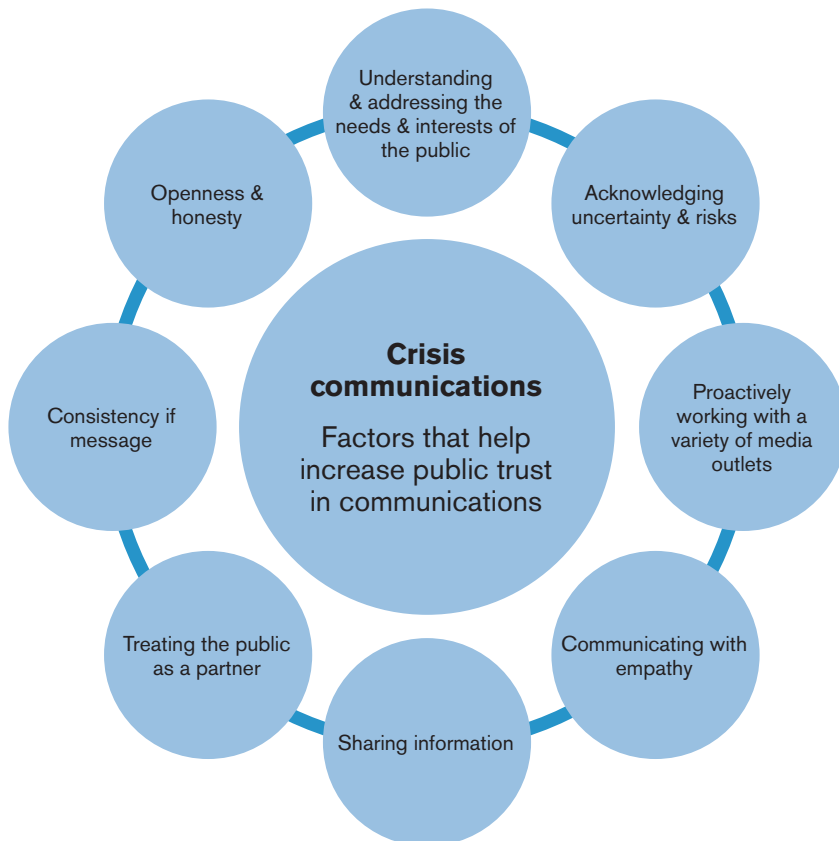 Understanding
& addressing the
needs & interests of
the public
Acknowledging
uncertainty & risks
Proactively
working with a
variety of media
outlets
Communicating with
empathy
Sharing information
Treating the public
as a partner
Consistency if
message
Openness &
honesty
Crisis
communications
Factors that help
increase public trust
in communications